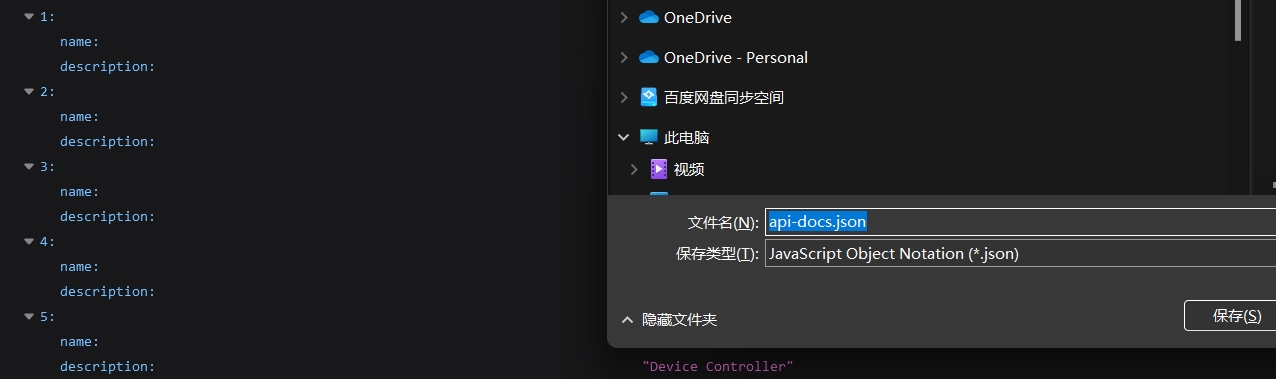 1:
name:
description:
2:
name:
description:
3:
name:
description:
4:
name:
description:
5:
name:
description:
"Device Controller"
OneDrive
OneDrive - Personal
百度网盘同步空间
此电脑
视频
文件名(N): api-docs.json
保存类型(T): JavaScript Object Notation (*.json)
隐藏文件夹
保存(S)